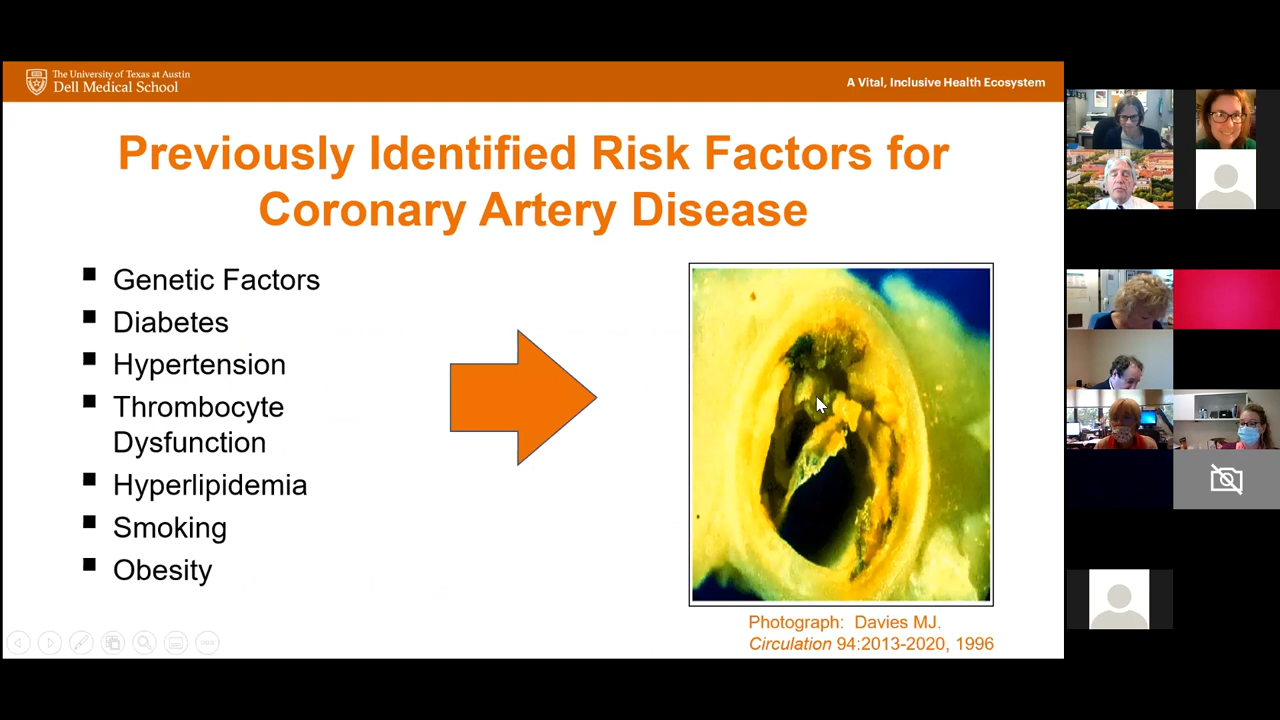 The University of Texas at Austin
Dell Medical School
A Vital, Inclusive Health Ecosystem
Previously Identified Risk Factors for
Coronary Artery Disease
Genetic Factors
Diabetes
Hypertension
Thrombocyte
Dysfunction
Hyperlipidemia
Smoking
Obesity
Photograph: Davies MJ.
Circulation 94:2013-2020, 1996